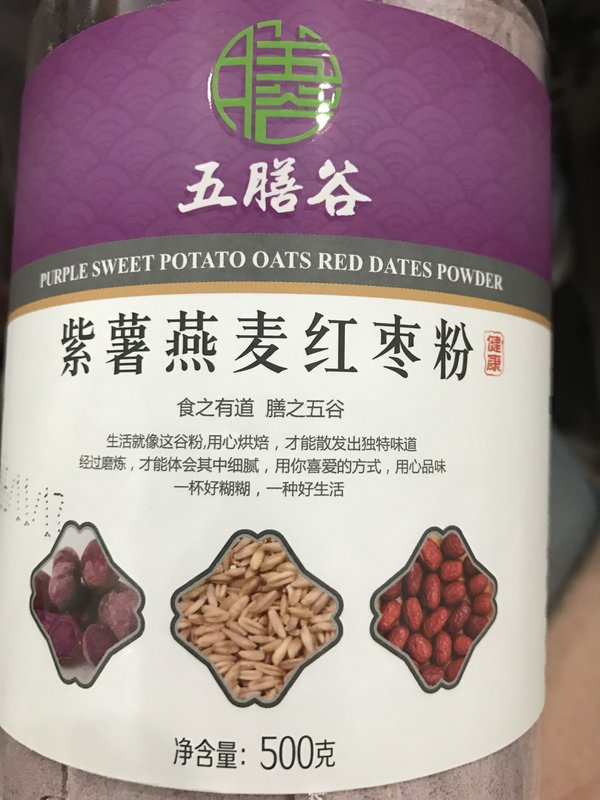 膳
五膳谷
PURPLE SWEET POTATO OATS RED DATES POWDER
紫薯燕麦红枣粉 健康
食之有道 膳之五谷
生活就像这谷粉,用心烘焙，才能散发出独特味道
经过磨炼，才能体会其中细腻，用你喜爱的方式，用心品味
一杯好糊糊，一种好生活
净含量：500克